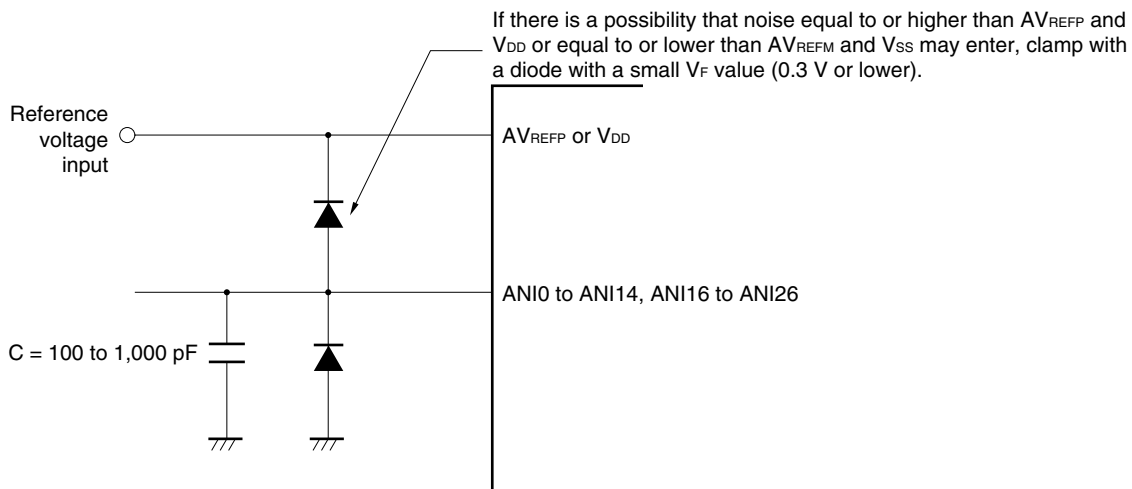 If there is a possibility that noise equal to or higher than AVREFP and
VDD or equal to or lower than AVREFM and VSS may enter, clamp with
a diode with a small VF value (0.3 V or lower).
Reference
voltage
input
AVREFP or VDD
ANI0 to ANI14, ANI16 to ANI26
C = 100 to 1,000 pF